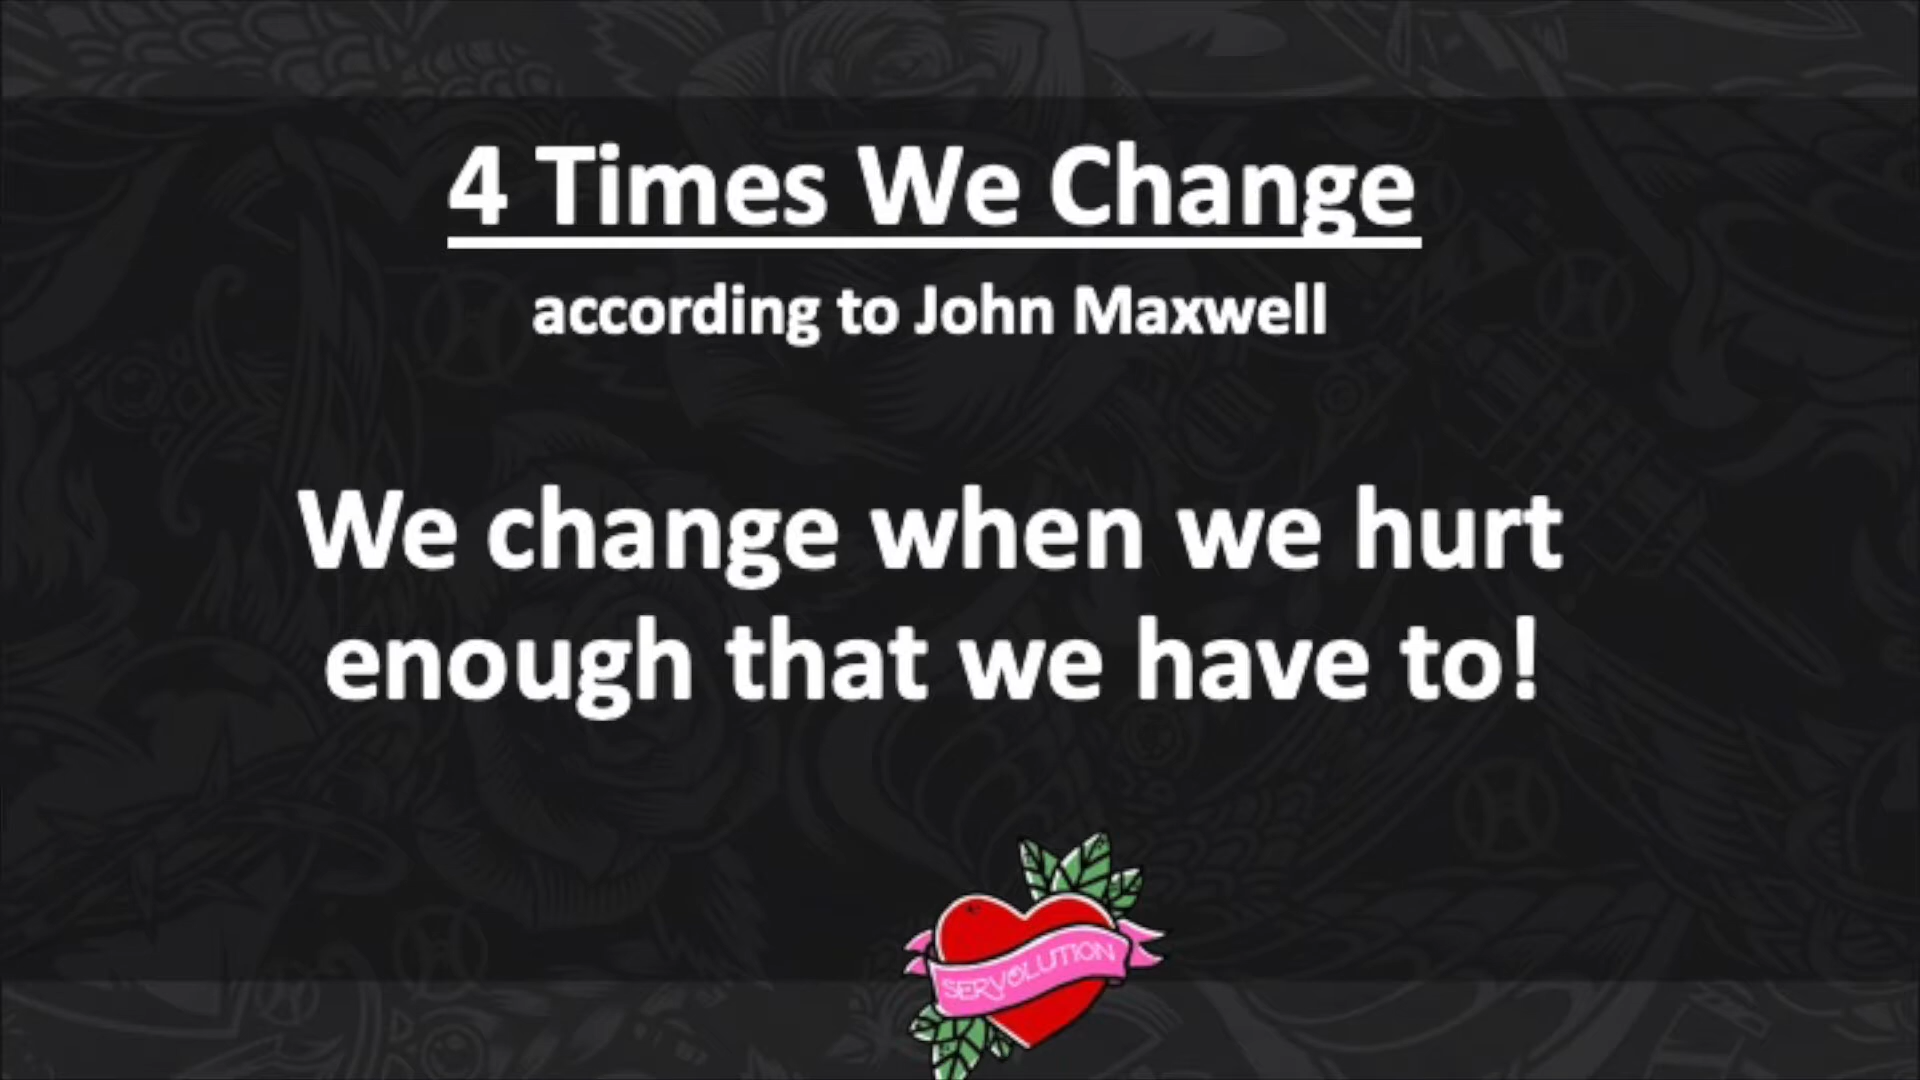 4 Times We Change
according to John Maxwell
We change when we hurt
enough that we have to!
SERVOLUTION